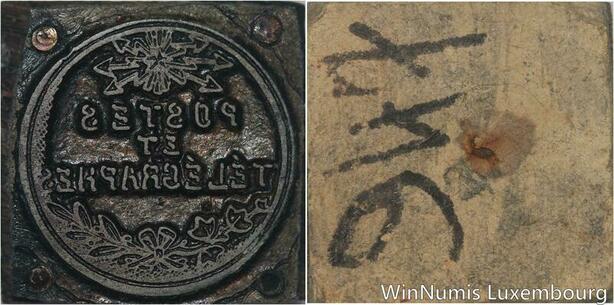 POSTES
ET
TÉLÉGRAPHES
WinNumis Luxembourg